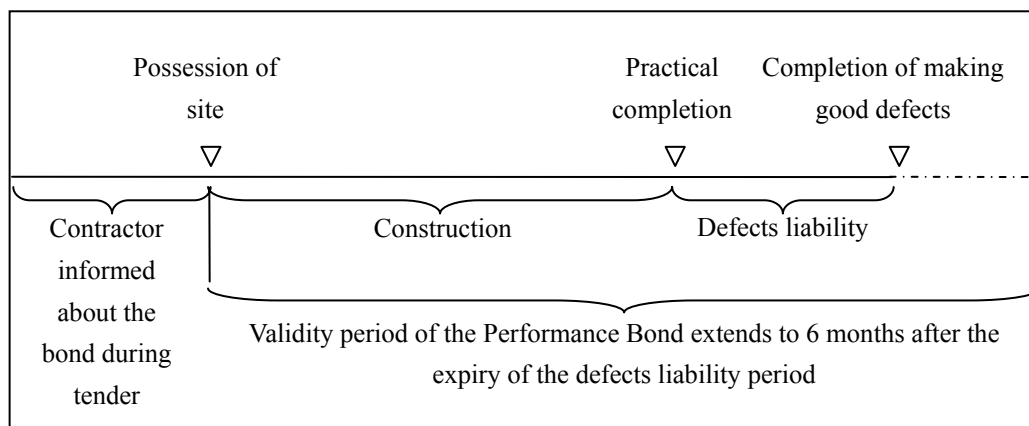 Possession of
site
Practical
completion
Completion of making
good defects
Contractor
informed
about the
bond during
tender
Construction
Defects liability
Validity period of the Performance Bond extends to 6 months after the
expiry of the defects liability period